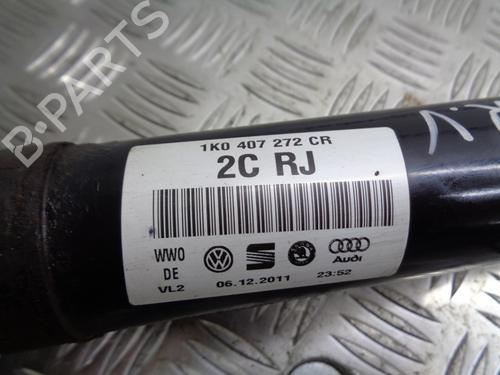 B-PARTS
1K0 407 272 CR
2C RJ
WWO
DE
Audi
VL2 06.12.2011 23:52